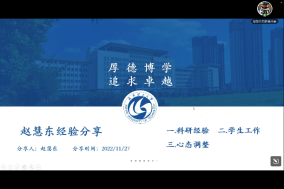 厚德博学
追求卓越
赵慧东经验分享
分享人：赵慧东
分享时间：2022/11/27
一.科研经验 二.学生工作
三.心态调整